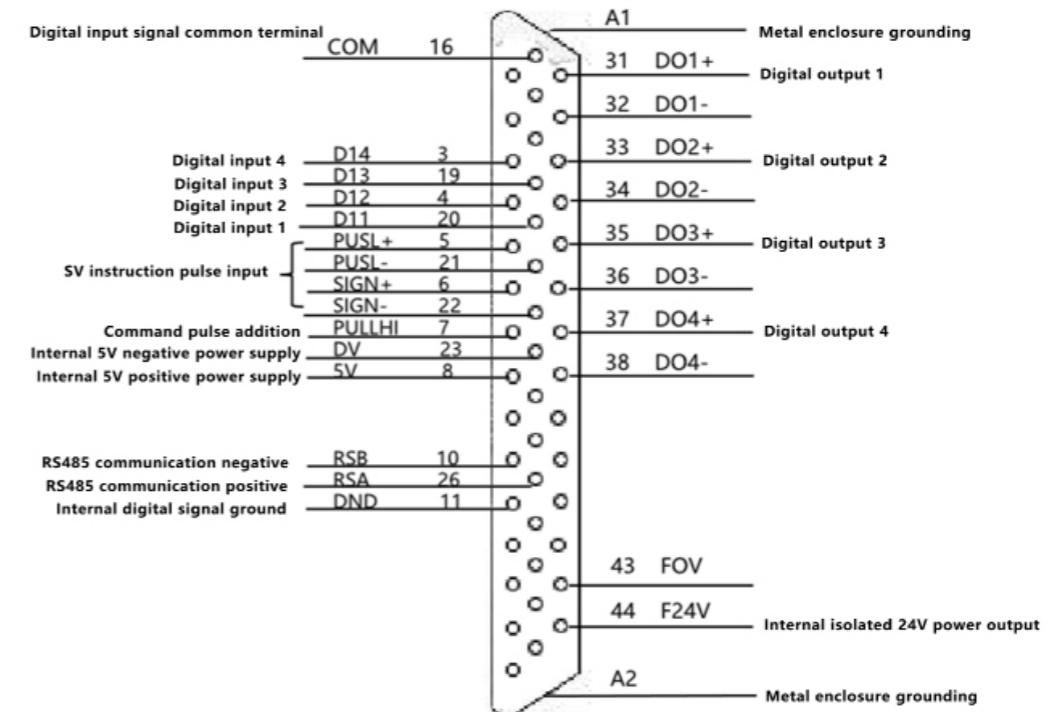 Digital input signal common terminal
COM 16
Digital input 4 D14 3
Digital input 3 D13 19
Digital input 2 D12 4
Digital input 1 D11 20
PUSL+ 5
5V instruction pulse input
PUSL- 21
SIGN+ 6
SIGN- 22
Command pulse addition PULLHI 7
Internal 5V negative power supply DV 23
Internal 5V positive power supply 5V 8
RS485 communication negative RSB 10
RS485 communication positive RSA 26
Internal digital signal ground DND 11
A1
Metal enclosure grounding
31 DO1+
Digital output 1
32 DO1-
33 DO2+
Digital output 2
34 DO2-
35 DO3+
Digital output 3
36 DO3-
37 DO4+
Digital output 4
38 DO4-
43 FOV
44 F24V
Internal isolated 24V power output
A2
Metal enclosure grounding